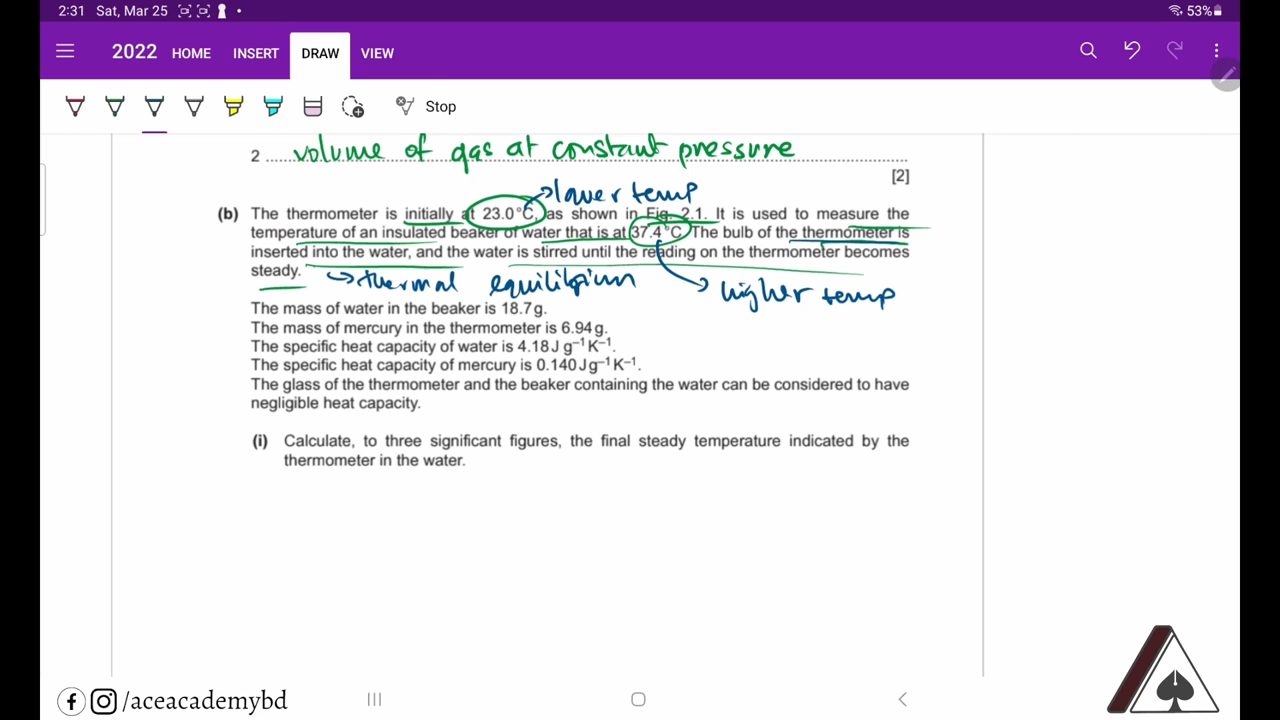 2:31 Sat, Mar 25 53%
2022 HOME INSERT DRAW VIEW
Stop
2 volume of gas at constant pressure
[2]
lower temp
(b) The thermometer is initially at 23.0°C, as shown in Fig. 2.1. It is used to measure the
temperature of an insulated beaker of water that is at 37.4°C. The bulb of the thermometer is
inserted into the water, and the water is stirred until the reading on the thermometer becomes
steady.
thermal equilibrium
higher temp
The mass of water in the beaker is 18.7g.
The mass of mercury in the thermometer is 6.94g.
The specific heat capacity of water is 4.18Jg⁻¹K⁻¹.
The specific heat capacity of mercury is 0.140Jg⁻¹K⁻¹.
The glass of the thermometer and the beaker containing the water can be considered to have
negligible heat capacity.
(i) Calculate, to three significant figures, the final steady temperature indicated by the
thermometer in the water.
/aceacademybd